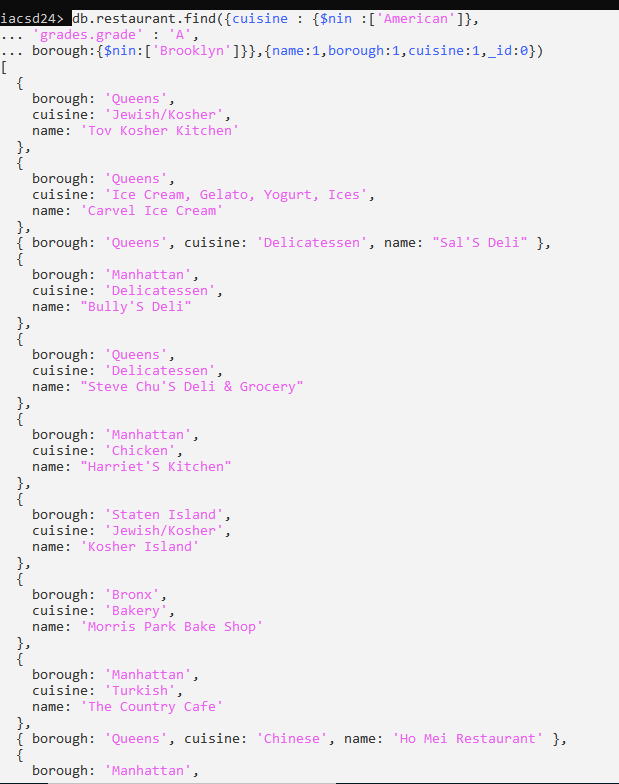 iacsd24> db.restaurant.find({cuisine : {$nin :['American']},
... 'grades.grade' : 'A',
... borough:{$nin:['Brooklyn']}},{name:1,borough:1,cuisine:1,_id:0})
[
  {
    borough: 'Queens',
    cuisine: 'Jewish/Kosher',
    name: 'Tov Kosher Kitchen'
  },
  {
    borough: 'Queens',
    cuisine: 'Ice Cream, Gelato, Yogurt, Ices',
    name: 'Carvel Ice Cream'
  },
  { borough: 'Queens', cuisine: 'Delicatessen', name: "Sal'S Deli" },
  {
    borough: 'Manhattan',
    cuisine: 'Delicatessen',
    name: "Bully'S Deli"
  },
  {
    borough: 'Queens',
    cuisine: 'Delicatessen',
    name: "Steve Chu'S Deli & Grocery"
  },
  {
    borough: 'Manhattan',
    cuisine: 'Chicken',
    name: "Harriet'S Kitchen"
  },
  {
    borough: 'Staten Island',
    cuisine: 'Jewish/Kosher',
    name: 'Kosher Island'
  },
  {
    borough: 'Bronx',
    cuisine: 'Bakery',
    name: 'Morris Park Bake Shop'
  },
  {
    borough: 'Manhattan',
    cuisine: 'Turkish',
    name: 'The Country Cafe'
  },
  { borough: 'Queens', cuisine: 'Chinese', name: 'Ho Mei Restaurant' },
  {
    borough: 'Manhattan',